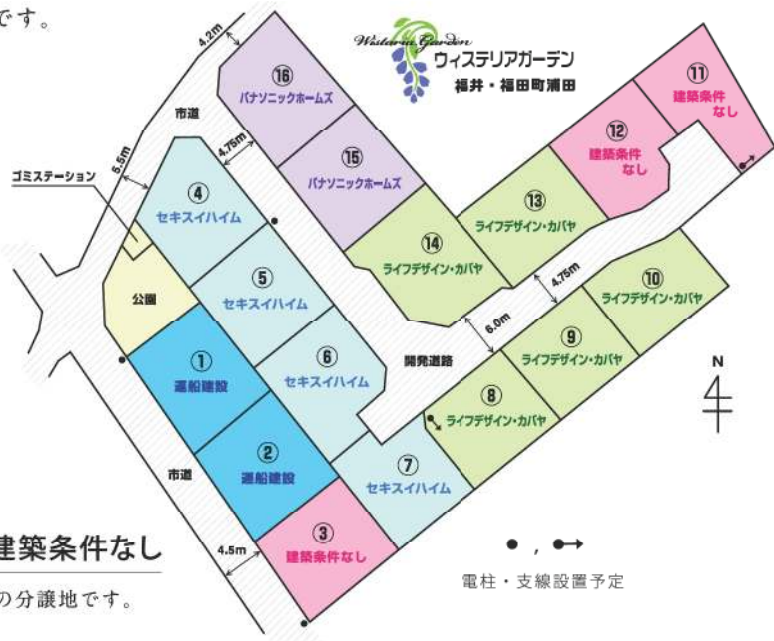 です。
Wistaria Garden
ウィステリアガーデン
福井・福田町浦田
4.2m
市道
5.5m
4.75m
ゴミステーション
公園
⑯
パナソニックホームズ
⑮
パナソニックホームズ
⑪
建築条件
なし
⑫
建築条件
なし
⑬
ライフデザイン・カバヤ
⑭
ライフデザイン・カバヤ
④
セキスイハイム
⑤
セキスイハイム
⑥
セキスイハイム
4.75m
6.0m
開発道路
⑩
ライフデザイン・カバヤ
⑨
ライフデザイン・カバヤ
⑧
ライフデザイン・カバヤ
⑦
セキスイハイム
①
運船建設
②
運船建設
③
建築条件なし
市道
4.5m
N
建築条件なし
の分譲地です。
● , ●→
電柱・支線設置予定